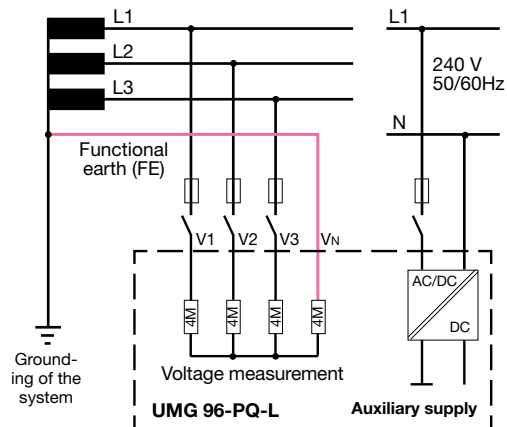 L1
L2
L3
Functional
earth (FE)
L1
240 V
50/60Hz
N
V1
V2
V3
VN
4M
4M
4M
4M
AC/DC
DC
Ground-
ing of the
system
Voltage measurement
UMG 96-PQ-L
Auxiliary supply